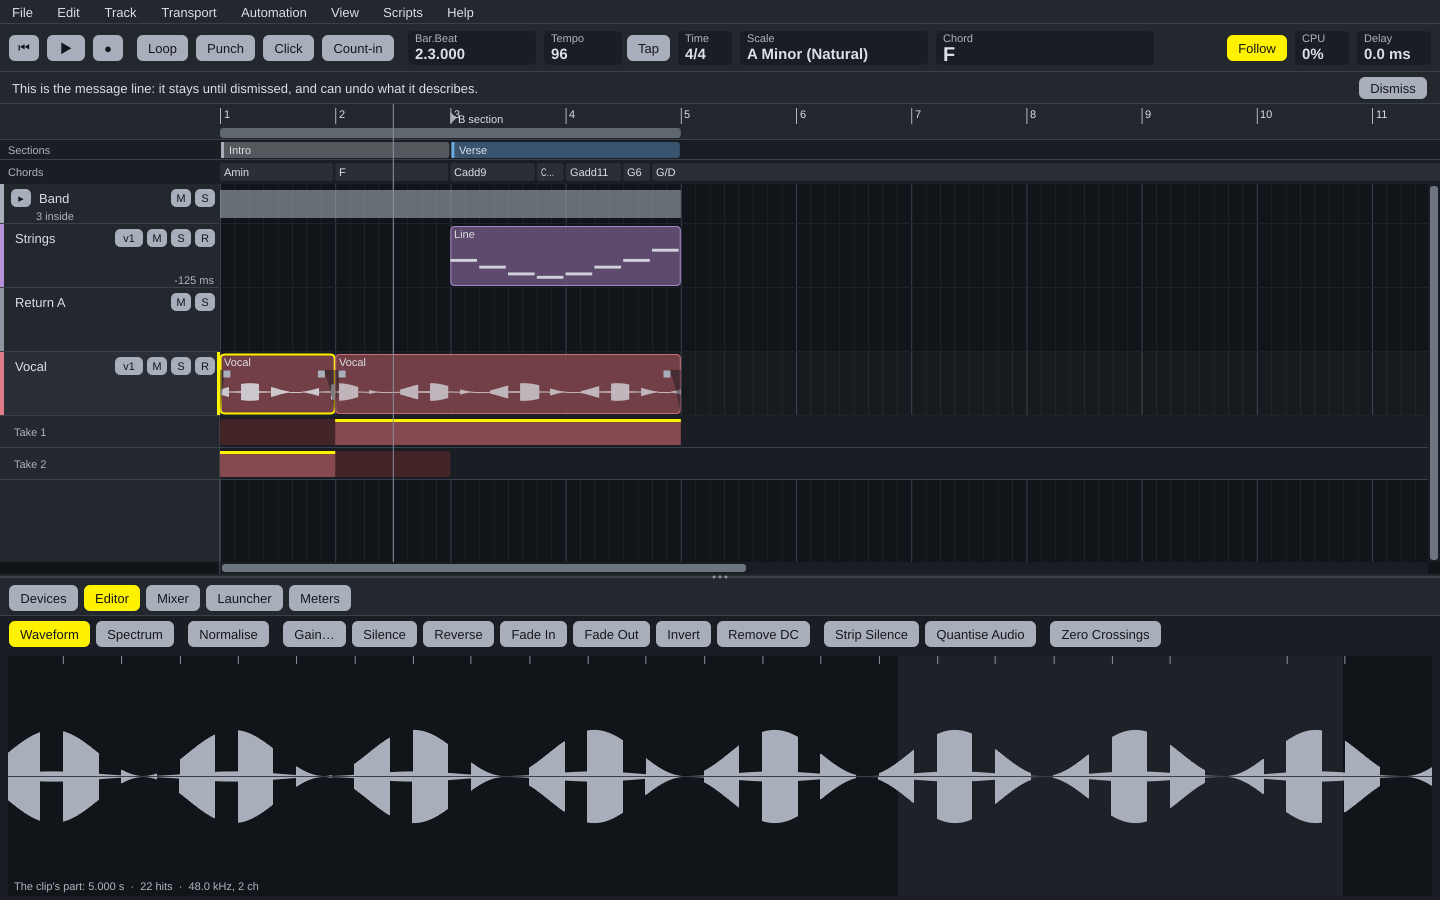 File Edit Track Transport Automation View Scripts Help
Loop Punch Click Count-in
Bar.Beat
2.3.000
Tempo
96
Tap
Time
4/4
Scale
A Minor (Natural)
Chord
F
Follow
CPU
0%
Delay
0.0 ms
This is the message line: it stays until dismissed, and can undo what it describes.
Dismiss
1 2 3 4 5 6 7 8 9 10 11
B section
Sections Intro Verse
Chords Amin F Cadd9 C... Gadd11 G6 G/D
Band M S
3 inside
Strings v1 M S R
Line
-125 ms
Return A M S
Vocal v1 M S R
Vocal Vocal
Take 1
Take 2
Devices Editor Mixer Launcher Meters
Waveform Spectrum Normalise Gain… Silence Reverse Fade In Fade Out Invert Remove DC Strip Silence Quantise Audio Zero Crossings
The clip's part: 5.000 s · 22 hits · 48.0 kHz, 2 ch